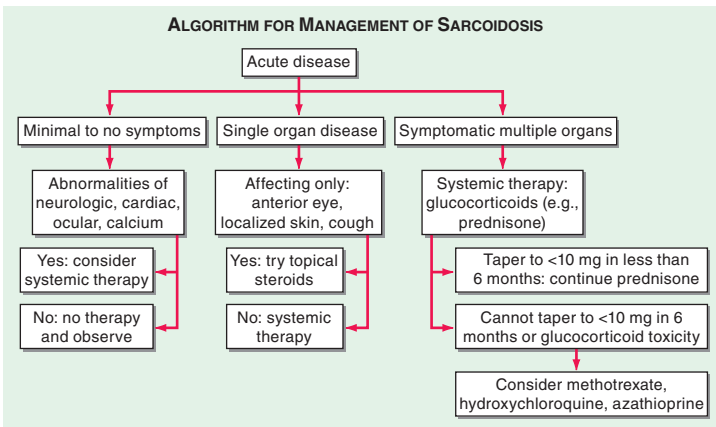 ALGORITHM FOR MANAGEMENT OF SARCOIDOSIS
Acute disease
Minimal to no symptoms
Single organ disease
Symptomatic multiple organs
Abnormalities of
neurologic, cardiac,
ocular, calcium
Affecting only:
anterior eye,
localized skin, cough
Systemic therapy:
glucocorticoids (e.g.,
prednisone)
Yes: consider
systemic therapy
Yes: try topical
steroids
Taper to <10 mg in less than
6 months: continue prednisone
No: no therapy
and observe
No: systemic
therapy
Cannot taper to <10 mg in 6
months or glucocorticoid toxicity
Consider methotrexate,
hydroxychloroquine, azathioprine